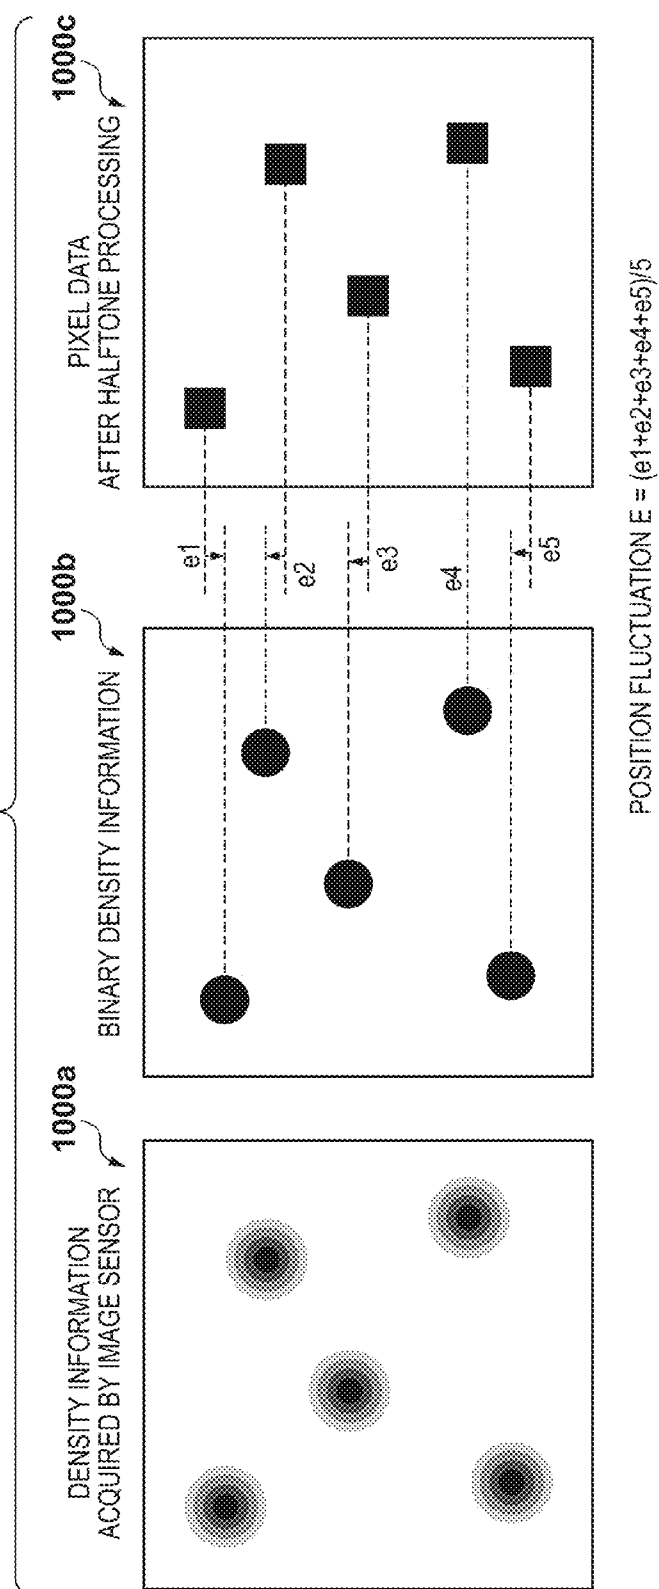 1000a
DENSITY INFORMATION
ACQUIRED BY IMAGE SENSOR
1000b
BINARY DENSITY INFORMATION
1000c
PIXEL DATA
AFTER HALFTONE PROCESSING
e1
e2
e3
e4
e5
POSITION FLUCTUATION E = (e1+e2+e3+e4+e5)/5